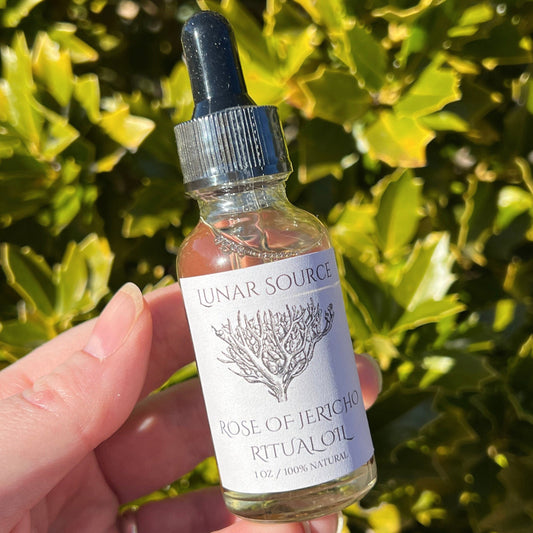 LUNAR SOURCE
ROSE OF JERICHO
RITUAL OIL
1 OZ / 100% NATURAL